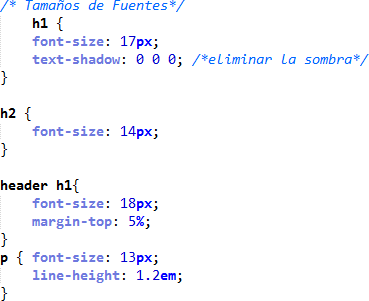 /* Tamaños de Fuentes*/
    h1 {
    font-size: 17px;
    text-shadow: 0 0 0; /*eliminar la sombra*/
}

h2 {
    font-size: 14px;
}

header h1{
    font-size: 18px;
    margin-top: 5%;
}
p { font-size: 13px;
    line-height: 1.2em;
}